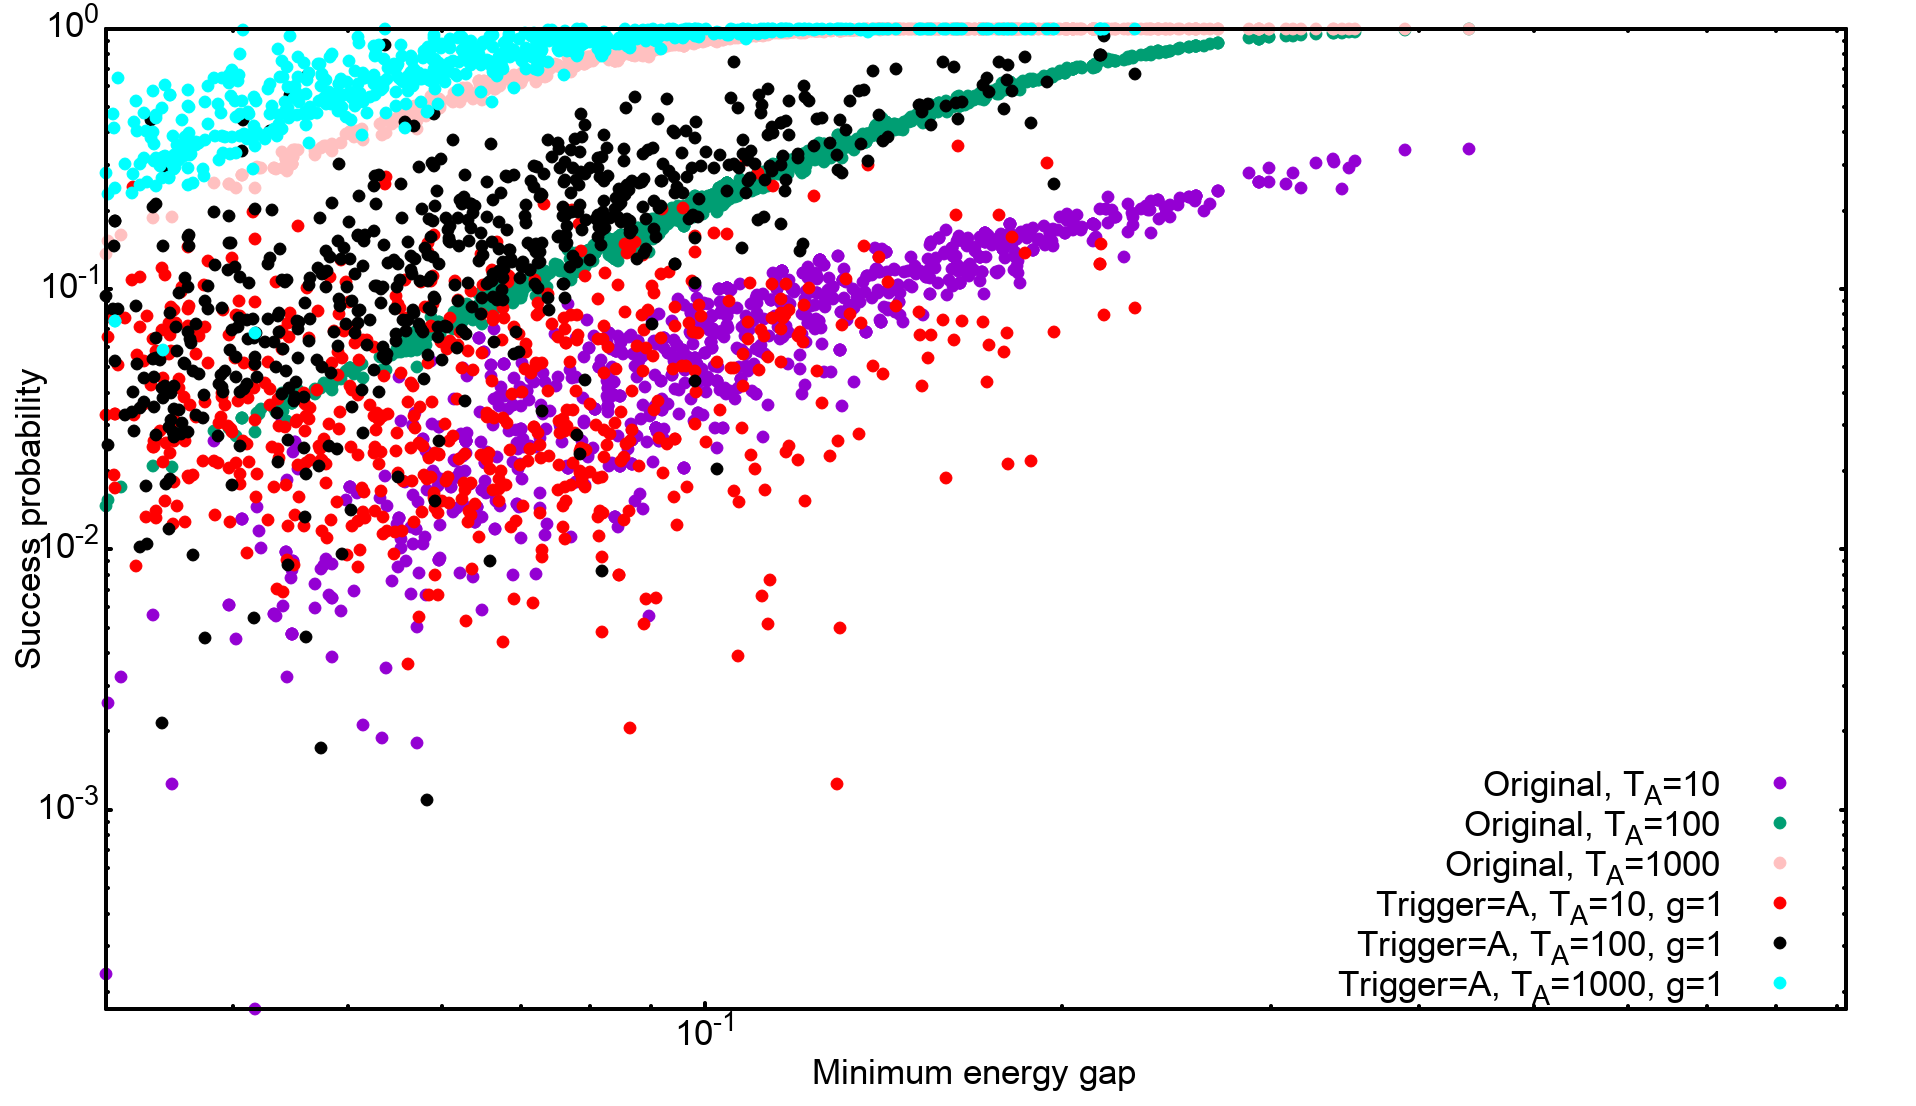 10^0
10^-1
10^-2
10^-3
Success probability
10^-1
Minimum energy gap
Original, T_A=10
Original, T_A=100
Original, T_A=1000
Trigger=A, T_A=10, g=1
Trigger=A, T_A=100, g=1
Trigger=A, T_A=1000, g=1